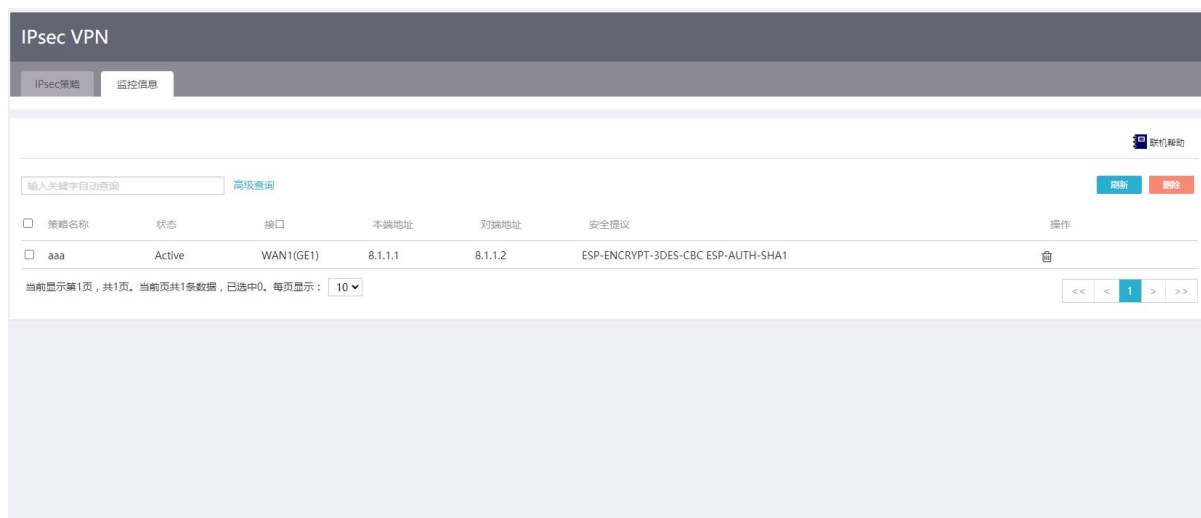 IPsec VPN
IPsec策略 监控信息
联机帮助
输入关键字自动查询 高级查询 刷新 删除
策略名称 状态 接口 本端地址 对端地址 安全提议 操作
aaa Active WAN1(GE1) 8.1.1.1 8.1.1.2 ESP-ENCRYPT-3DES-CBC ESP-AUTH-SHA1
当前显示第1页，共1页。当前页共1条数据，已选中0。每页显示： 10 << < 1 > >>